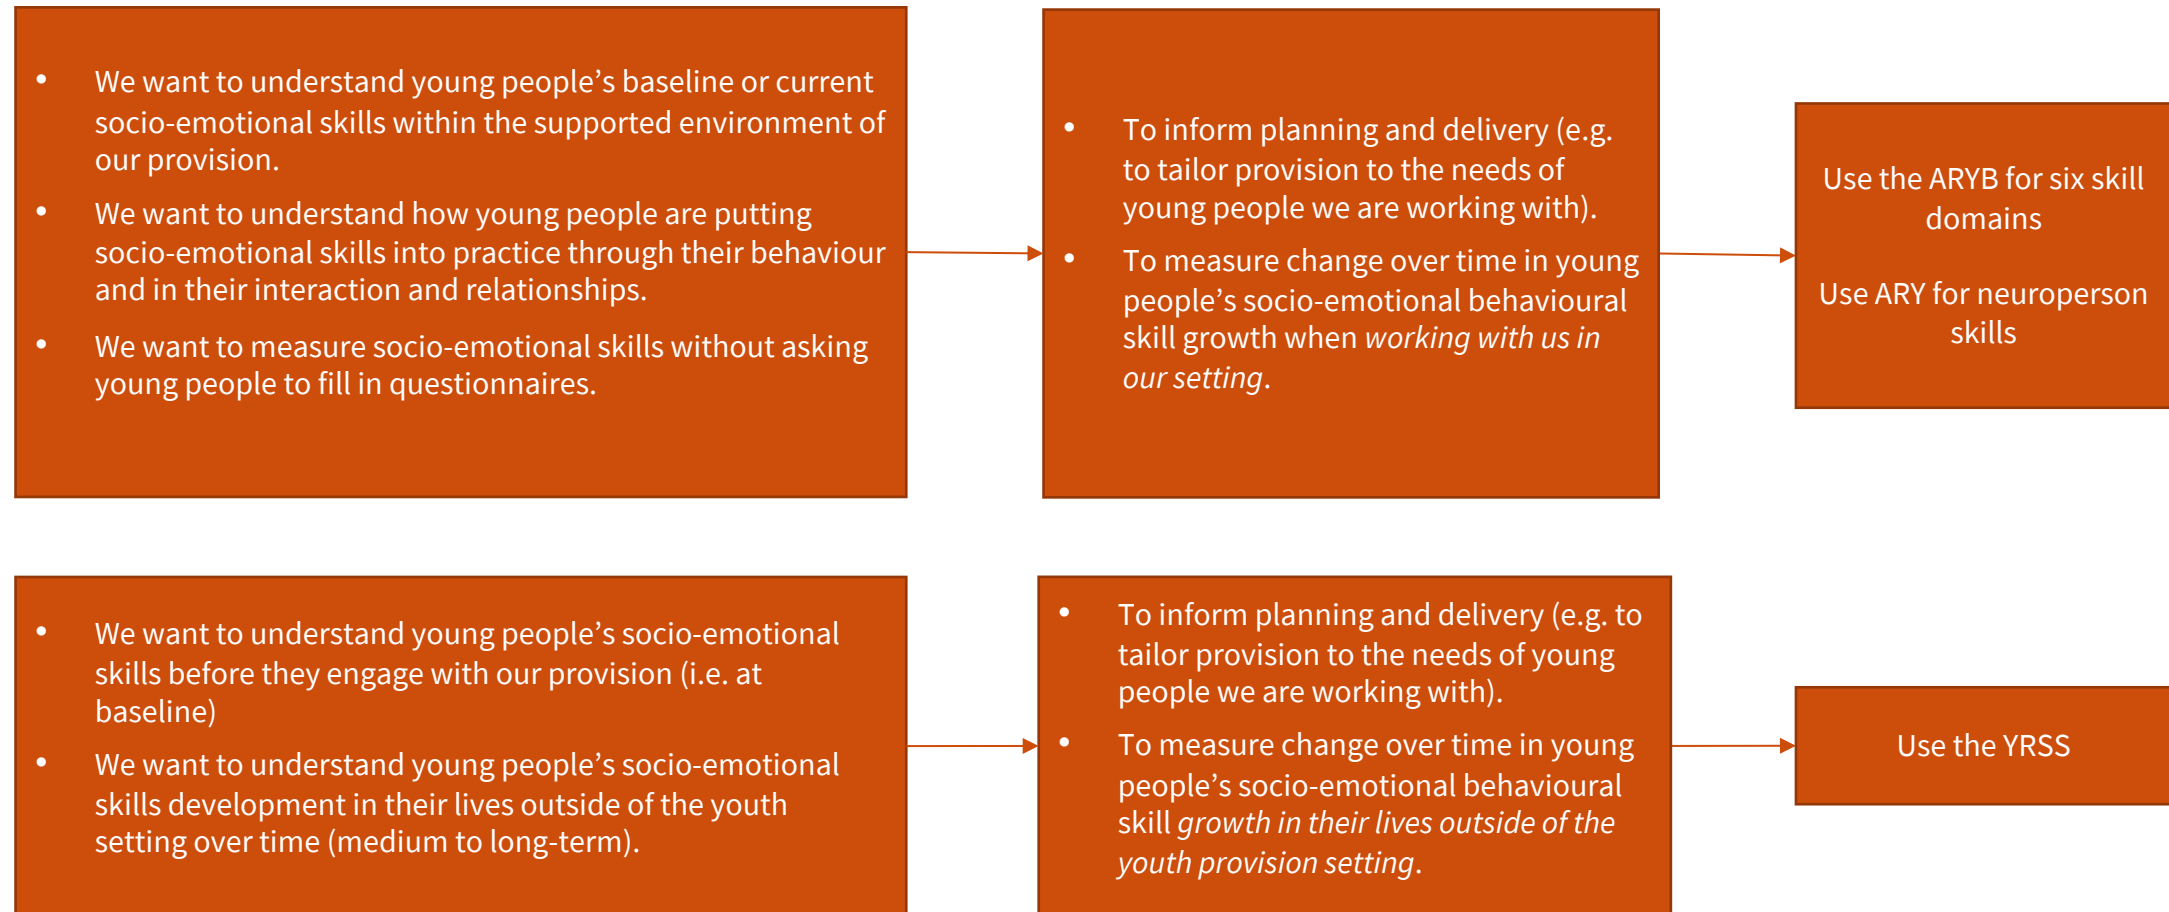 • We want to understand young people’s baseline or current
socio-emotional skills within the supported environment of
our provision.
• We want to understand how young people are putting
socio-emotional skills into practice through their behaviour
and in their interaction and relationships.
• We want to measure socio-emotional skills without asking
young people to fill in questionnaires.
• To inform planning and delivery (e.g.
to tailor provision to the needs of
young people we are working with).
• To measure change over time in young
people’s socio-emotional behavioural
skill growth when working with us in
our setting.
Use the ARYB for six skill
domains
Use ARY for neuroperson
skills
• We want to understand young people’s socio-emotional
skills before they engage with our provision (i.e. at
baseline)
• We want to understand young people’s socio-emotional
skills development in their lives outside of the youth
setting over time (medium to long-term).
• To inform planning and delivery (e.g. to
tailor provision to the needs of young
people we are working with).
• To measure change over time in young
people’s socio-emotional behavioural
skill growth in their lives outside of the
youth provision setting.
Use the YRSS